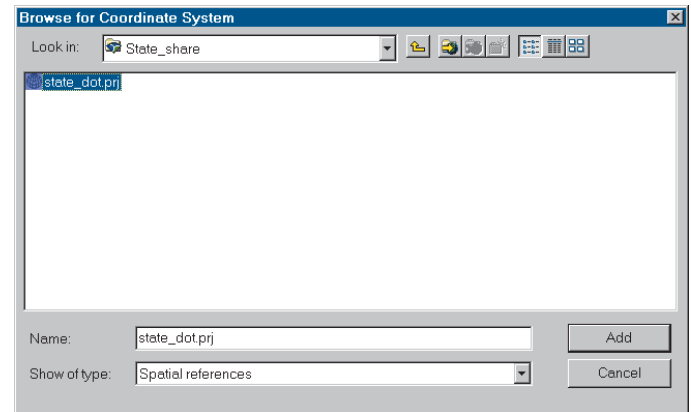 Browse for Coordinate System
Look in: State_share
state_dot.prj
Name: state_dot.prj
Add
Show of type: Spatial references
Cancel